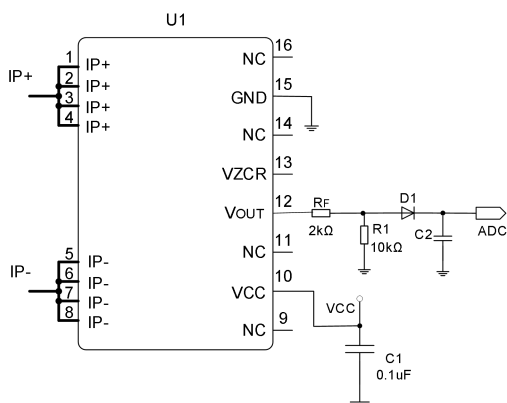 U1
IP+
1 IP+
2 IP+
3 IP+
4 IP+
IP-
5 IP-
6 IP-
7 IP-
8 IP-
NC 16
GND 15
NC 14
VZCR 13
VOUT 12
NC 11
VCC 10
NC 9
RF
2kΩ
R1
10kΩ
D1
C2
ADC
VCC
C1
0.1uF